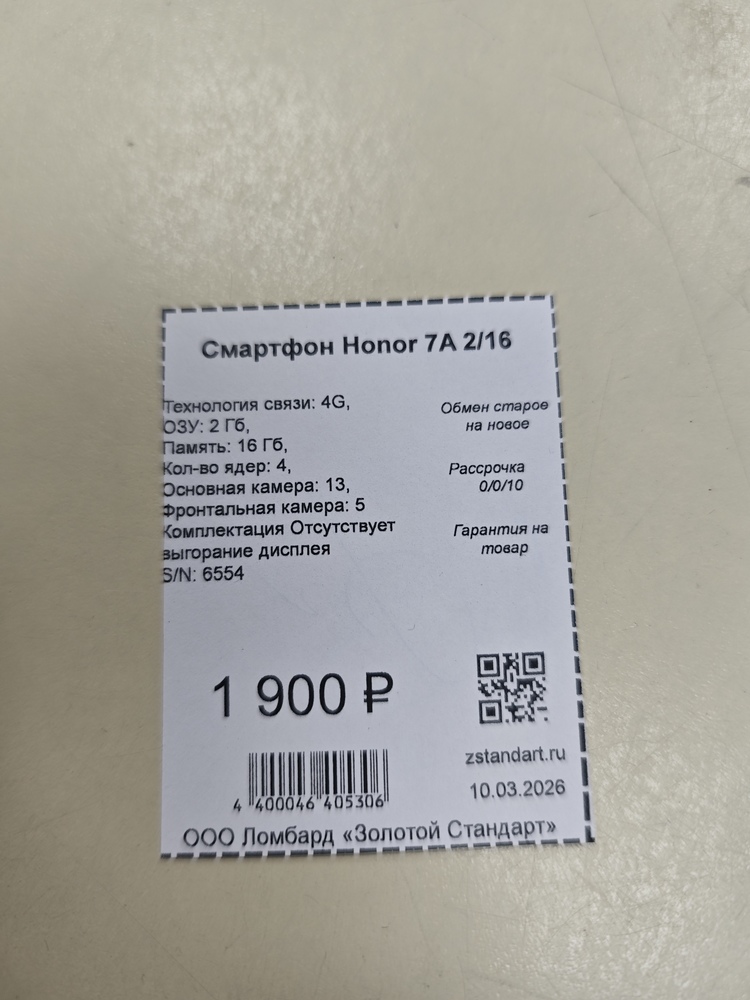 Смартфон Honor 7A 2/16
Технология связи: 4G,
ОЗУ: 2 Гб,
Память: 16 Гб,
Кол-во ядер: 4,
Основная камера: 13,
Фронтальная камера: 5
Комплектация Отсутствует
выгорание дисплея
S/N: 6554
Обмен старое
на новое
Рассрочка
0/0/10
Гарантия на
товар
1 900 ₽
zstandart.ru
10.03.2026
4 400046 405306
ООО Ломбард «Золотой Стандарт»